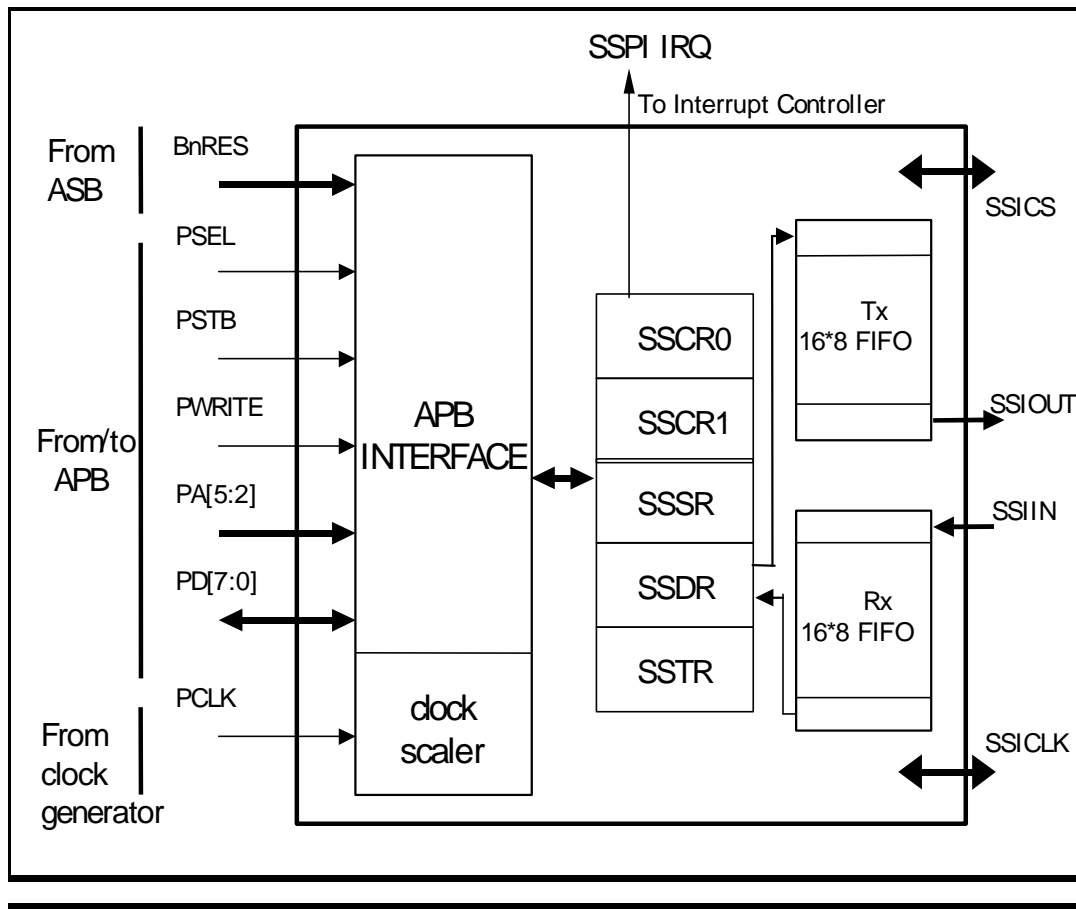 SSPI IRQ
To Interrupt Controller
From
ASB
BnRES
PSEL
PSTB
PWRITE
From/to
APB
PA[5:2]
PD[7:0]
PCLK
From
clock
generator
APB
INTERFACE
clock
scaler
SSCR0
SSCR1
SSSR
SSDR
SSTR
Tx
16*8 FIFO
Rx
16*8 FIFO
SSICS
SSIOUT
SSIIN
SSICLK